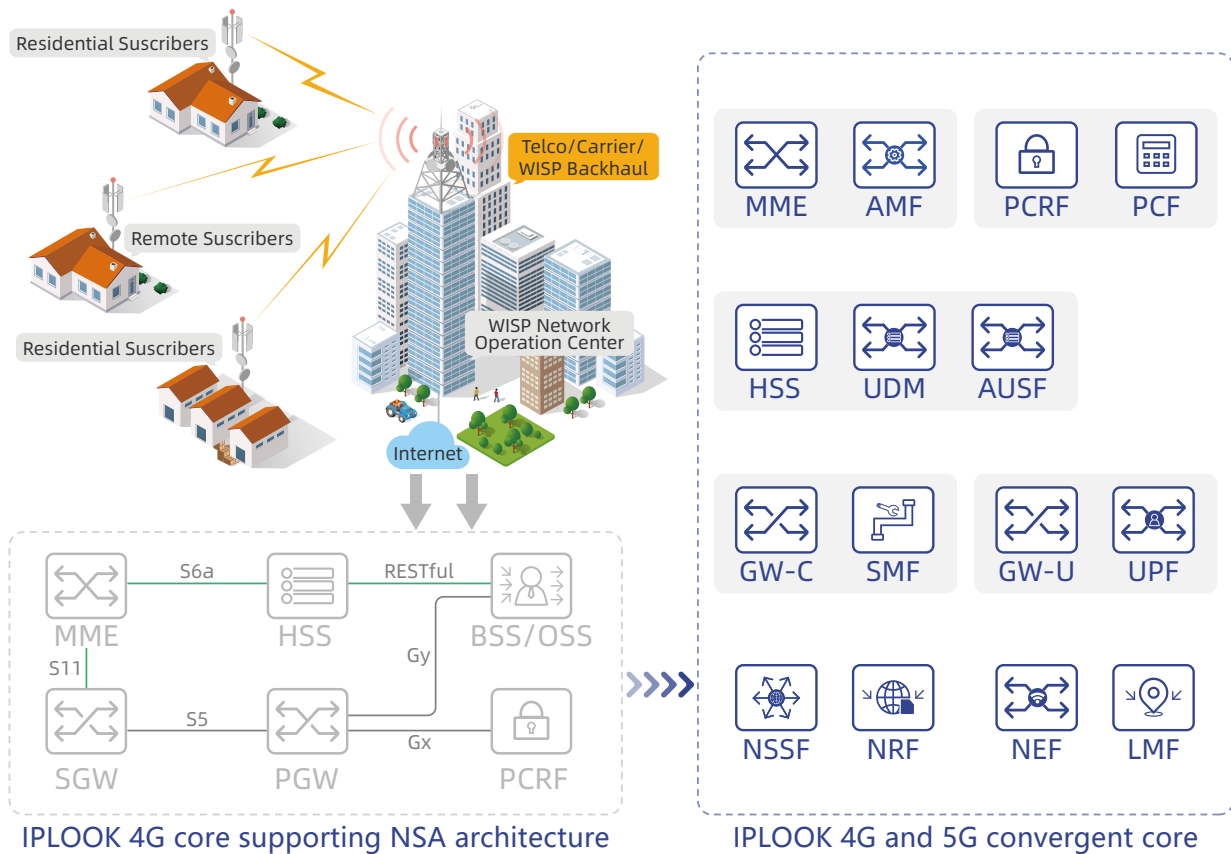 Residential Suscribers
Telco/Carrier/
WISP Backhaul
Remote Suscribers
WISP Network
Operation Center
Residential Suscribers
Internet
S6a
RESTful
MME
HSS
BSS/OSS
S11
Gy
S5
Gx
SGW
PGW
PCRF
IPLOOK 4G core supporting NSA architecture
MME
AMF
PCRF
PCF
HSS
UDM
AUSF
GW-C
SMF
GW-U
UPF
NSSF
NRF
NEF
LMF
IPLOOK 4G and 5G convergent core